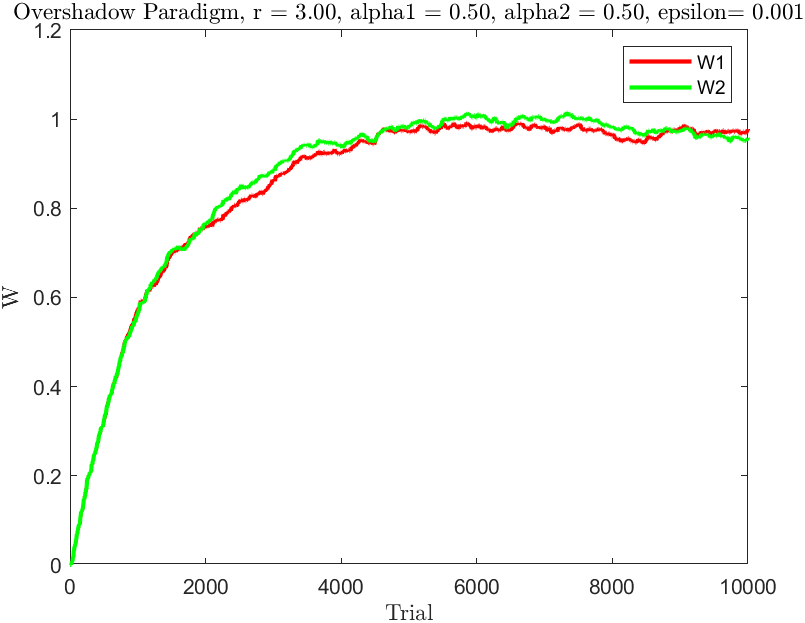 Overshadow Paradigm, r = 3.00, alpha1 = 0.50, alpha2 = 0.50, epsilon= 0.001
1.2
1
0.8
0.6
0.4
0.2
0
W
W1
W2
0 2000 4000 6000 8000 10000
Trial